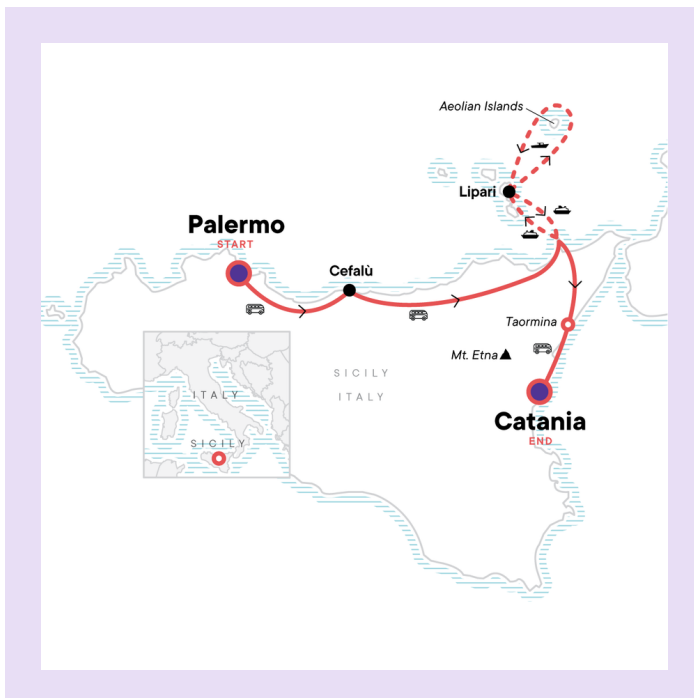 Aeolian Islands
Lipari
Palermo
START
Cefalù
Taormina
Mt. Etna
SICILY
ITALY
ITALY
SICILY
Catania
END